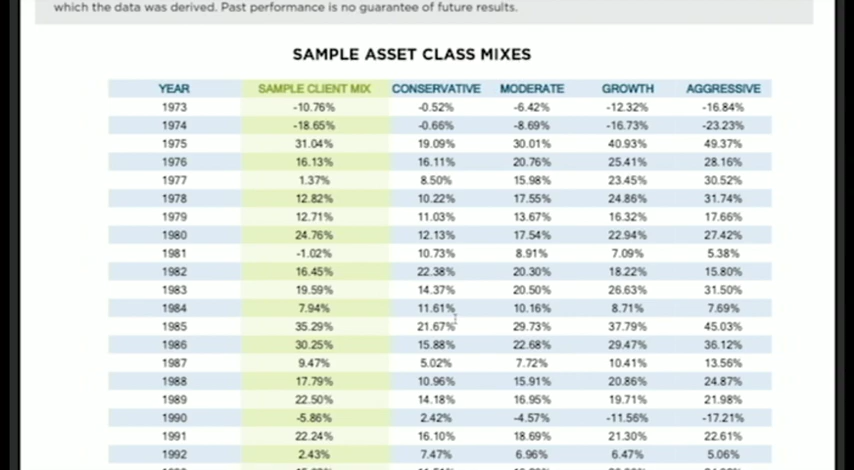 which the data was derived. Past performance is no guarantee of future results.
SAMPLE ASSET CLASS MIXES
YEAR SAMPLE CLIENT MIX CONSERVATIVE MODERATE GROWTH AGGRESSIVE
1973 -10.76% -0.52% -6.42% -12.32% -16.84%
1974 -18.65% -0.66% -8.69% -16.73% -23.23%
1975 31.04% 19.09% 30.01% 40.93% 49.37%
1976 16.13% 16.11% 20.76% 25.41% 28.16%
1977 1.37% 8.50% 15.98% 23.45% 30.52%
1978 12.82% 10.22% 17.55% 24.86% 31.74%
1979 12.71% 11.03% 13.67% 16.32% 17.66%
1980 24.76% 12.13% 17.54% 22.94% 27.42%
1981 -1.02% 10.73% 8.91% 7.09% 5.38%
1982 16.45% 22.38% 20.30% 18.22% 15.80%
1983 19.59% 14.37% 20.50% 26.63% 31.50%
1984 7.94% 11.61% 10.16% 8.71% 7.69%
1985 35.29% 21.67% 29.73% 37.79% 45.03%
1986 30.25% 15.88% 22.68% 29.47% 36.12%
1987 9.47% 5.02% 7.72% 10.41% 13.56%
1988 17.79% 10.96% 15.91% 20.86% 24.87%
1989 22.50% 14.18% 16.95% 19.71% 21.98%
1990 -5.86% 2.42% -4.57% -11.56% -17.21%
1991 22.24% 16.10% 18.69% 21.30% 22.61%
1992 2.43% 7.47% 6.96% 6.47% 5.06%